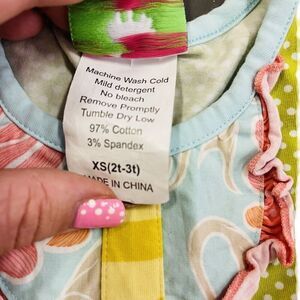 Machine Wash Cold
Mild detergent
No bleach
Remove Promptly
Tumble Dry Low
97% Cotton
3% Spandex
XS(2t-3t)
MADE IN CHINA